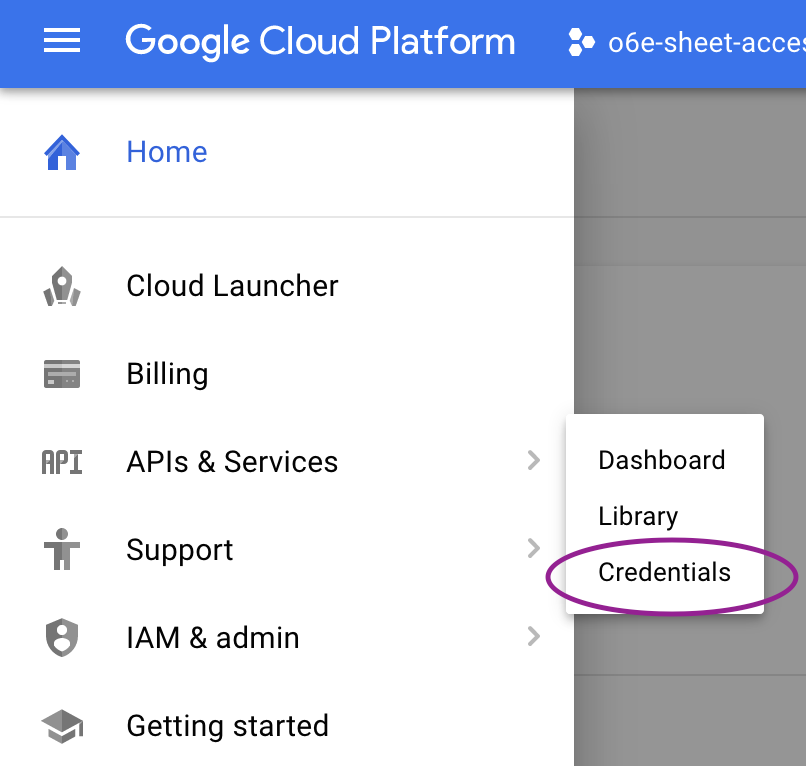 Google Cloud Platform
o6e-sheet-acces
Home
Cloud Launcher
Billing
API
APIs & Services
Dashboard
Library
Credentials
Support
IAM & admin
Getting started